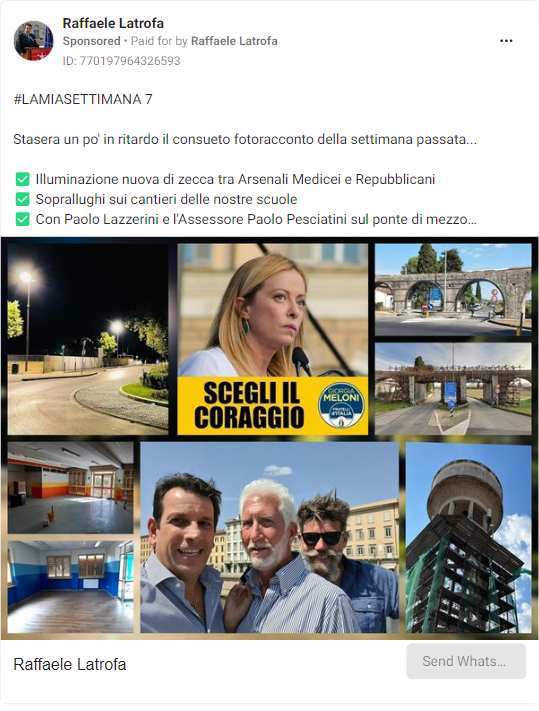 Raffaele Latrofa
Sponsored • Paid for by Raffaele Latrofa
ID: 770197964326593
#LAMIASETTIMANA 7
Stasera un po' in ritardo il consueto fotoracconto della settimana passata...
✅ Illuminazione nuova di zecca tra Arsenali Medicei e Repubblicani
✅ Soprallughi sui cantieri delle nostre scuole
✅ Con Paolo Lazzerini e l'Assessore Paolo Pesciatini sul ponte di mezzo...
SCEGLI IL
CORAGGIO
GIORGIA
MELONI
FRATELLI
d'ITALIA
Raffaele Latrofa
Send Whats...